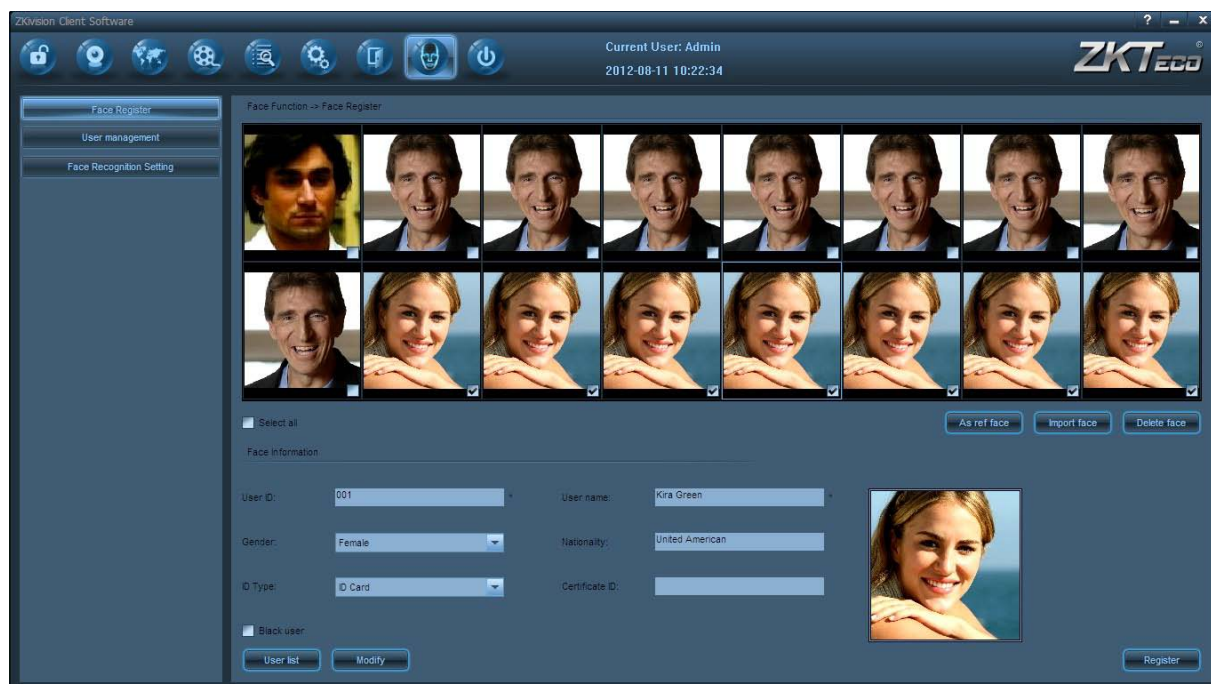 ZKIvision Client Software
? – x
Current User: Admin
2012-08-11 10:22:34
ZKTECO®
Face Register
User management
Face Recognition Setting
Face Function -> Face Register
Select all
As ref face
Import face
Delete face
Face Information
User ID: 001 *
User name: Kira Green *
Gender: Female
Nationality: United American
ID Type: ID Card
Certificate ID:
Black user
User list
Modify
Register